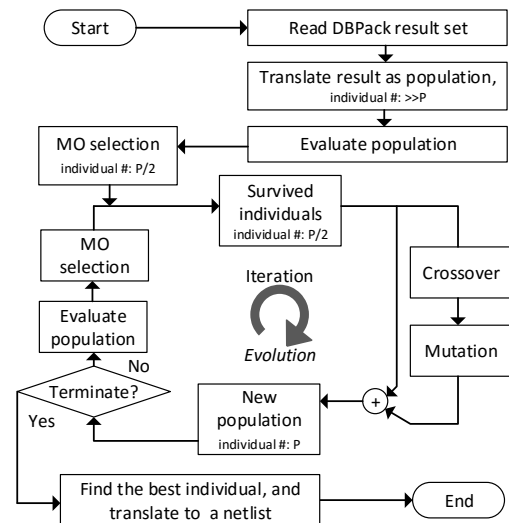 Start
Read DBPack result set
Translate result as population,
individual #: >>P
Evaluate population
MO selection
individual #: P/2
Survived
individuals
individual #: P/2
MO
selection
Crossover
Iteration
Evolution
Evaluate
population
Mutation
No
Terminate?
Yes
New
population
individual #: P
+
Find the best individual, and
translate to a netlist
End